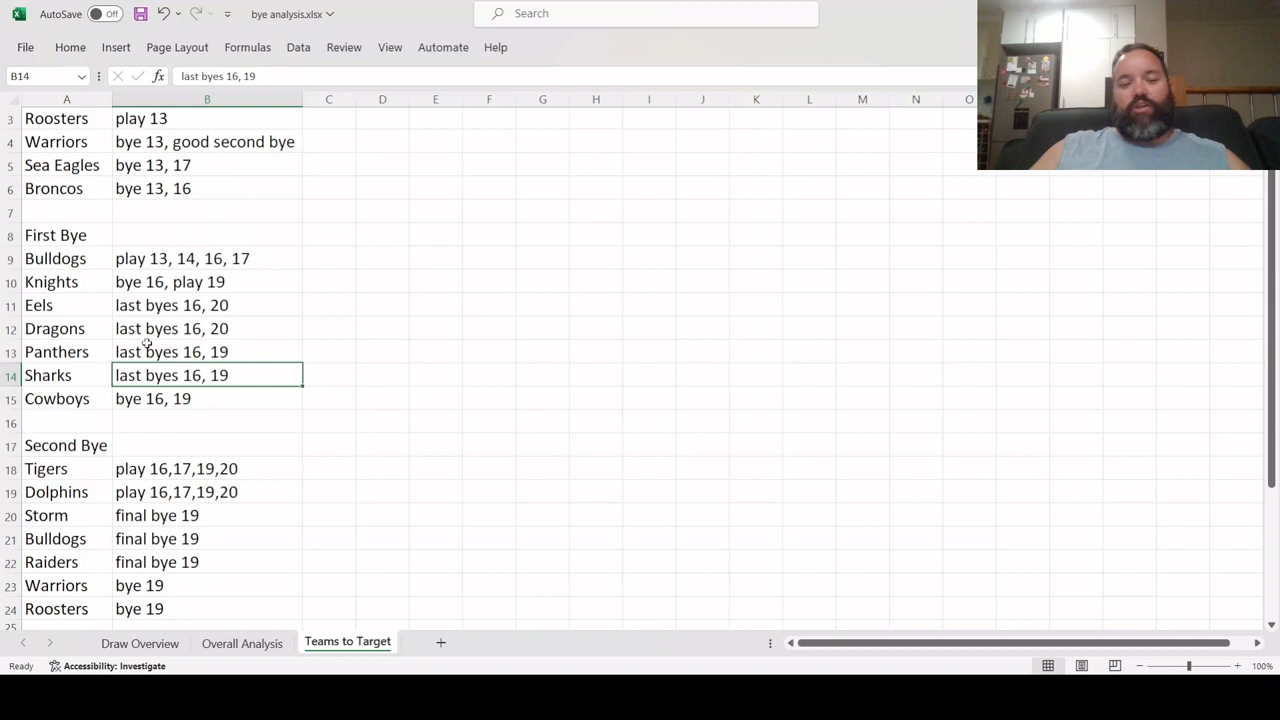 AutoSave Off bye analysis.xlsx Search
File Home Insert Page Layout Formulas Data Review View Automate Help
B14 fx last byes 16, 19
A B C D E F G H I J K L M N O
3 Roosters play 13
4 Warriors bye 13, good second bye
5 Sea Eagles bye 13, 17
6 Broncos bye 13, 16
7
8 First Bye
9 Bulldogs play 13, 14, 16, 17
10 Knights bye 16, play 19
11 Eels last byes 16, 20
12 Dragons last byes 16, 20
13 Panthers last byes 16, 19
14 Sharks last byes 16, 19
15 Cowboys bye 16, 19
16
17 Second Bye
18 Tigers play 16,17,19,20
19 Dolphins play 16,17,19,20
20 Storm final bye 19
21 Bulldogs final bye 19
22 Raiders final bye 19
23 Warriors bye 19
24 Roosters bye 19
25
Draw Overview Overall Analysis Teams to Target
Ready Accessibility: Investigate 100%